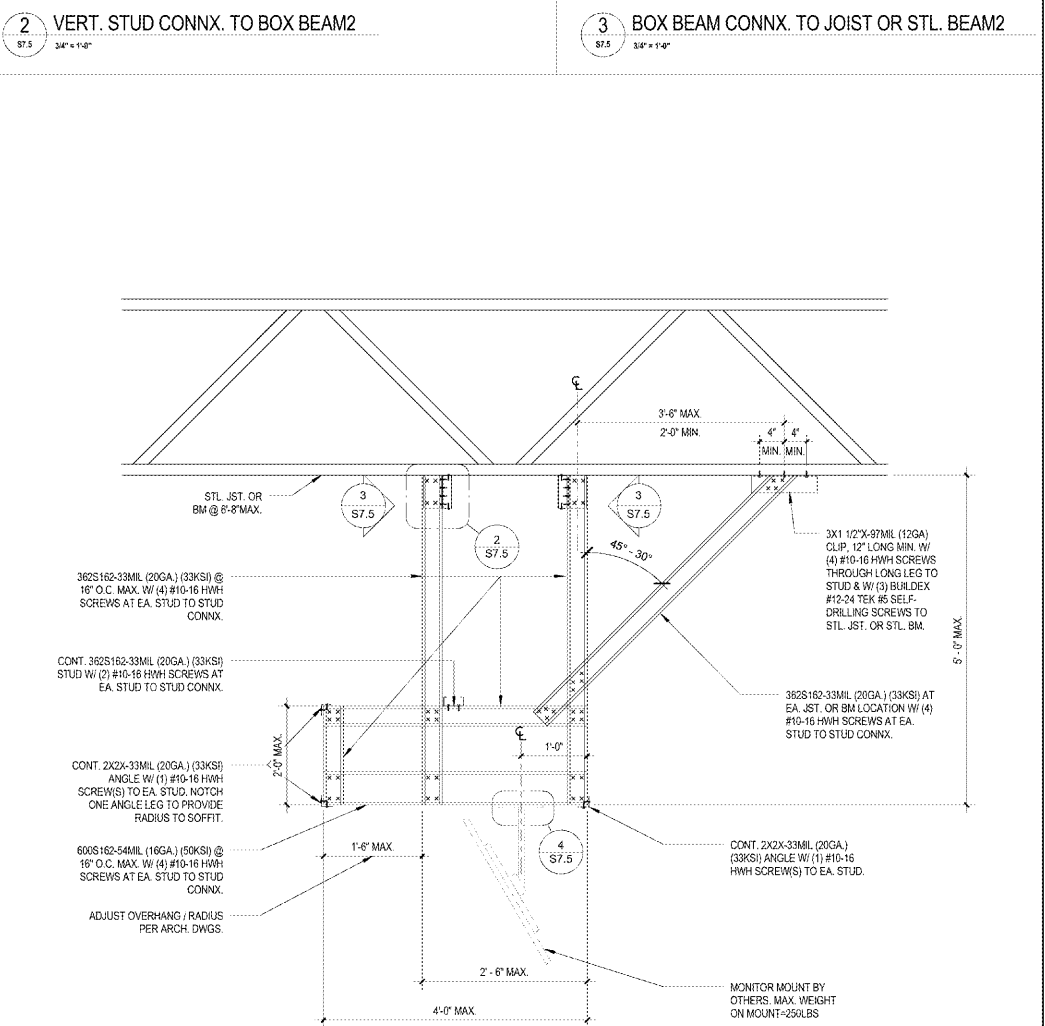 2
S7.5
VERT. STUD CONNX. TO BOX BEAM2
3/4" = 1'-0"
3
S7.5
BOX BEAM CONNX. TO JOIST OR STL. BEAM2
3/4" = 1'-0"
℄
3'-6" MAX.
2'-0" MIN.
4" 4"
MIN. MIN.
STL. JST. OR
BM @ 6'-8"MAX.
3
S7.5
3
S7.5
2
S7.5
45° - 30°
3X1 1/2"X-97MIL (12GA)
CLIP, 12" LONG MIN. W/
(4) #10-16 HWH SCREWS
THROUGH LONG LEG TO
STUD & W/ (3) BUILDEX
#12-24 TEK #5 SELF-
DRILLING SCREWS TO
STL. JST. OR STL. BM.
362S162-33MIL (20GA.) (33KSI) @
16" O.C. MAX. W/ (4) #10-16 HWH
SCREWS AT EA. STUD TO STUD
CONNX.
5' - 0" MAX.
CONT. 362S162-33MIL (20GA.) (33KSI)
STUD W/ (2) #10-16 HWH SCREWS AT
EA. STUD TO STUD CONNX.
362S162-33MIL (20GA.) (33KSI) AT
EA. JST. OR BM LOCATION W/ (4)
#10-16 HWH SCREWS AT EA.
STUD TO STUD CONNX.
℄
1'-0"
2'-0" MAX.
CONT. 2X2X-33MIL (20GA.) (33KSI)
ANGLE W/ (1) #10-16 HWH
SCREW(S) TO EA. STUD. NOTCH
ONE ANGLE LEG TO PROVIDE
RADIUS TO SOFFIT.
600S162-54MIL (16GA.) (50KSI) @
16" O.C. MAX. W/ (4) #10-16 HWH
SCREWS AT EA. STUD TO STUD
CONNX.
1'-6" MAX.
4
S7.5
CONT. 2X2X-33MIL (20GA.)
(33KSI) ANGLE W/ (1) #10-16
HWH SCREW(S) TO EA. STUD.
ADJUST OVERHANG / RADIUS
PER ARCH. DWGS.
2' - 6" MAX.
4'-0" MAX.
MONITOR MOUNT BY
OTHERS. MAX. WEIGHT
ON MOUNT=250LBS